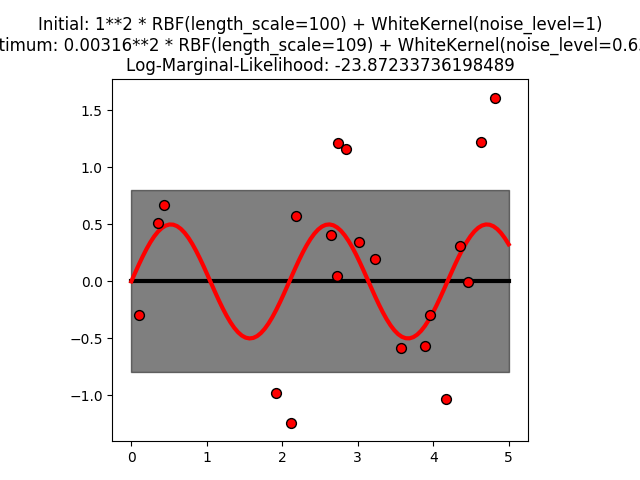 Initial: 1**2 * RBF(length_scale=100) + WhiteKernel(noise_level=1)
timum: 0.00316**2 * RBF(length_scale=109) + WhiteKernel(noise_level=0.6
Log-Marginal-Likelihood: -23.87233736198489
1.5
1.0
0.5
0.0
−0.5
−1.0
0 1 2 3 4 5